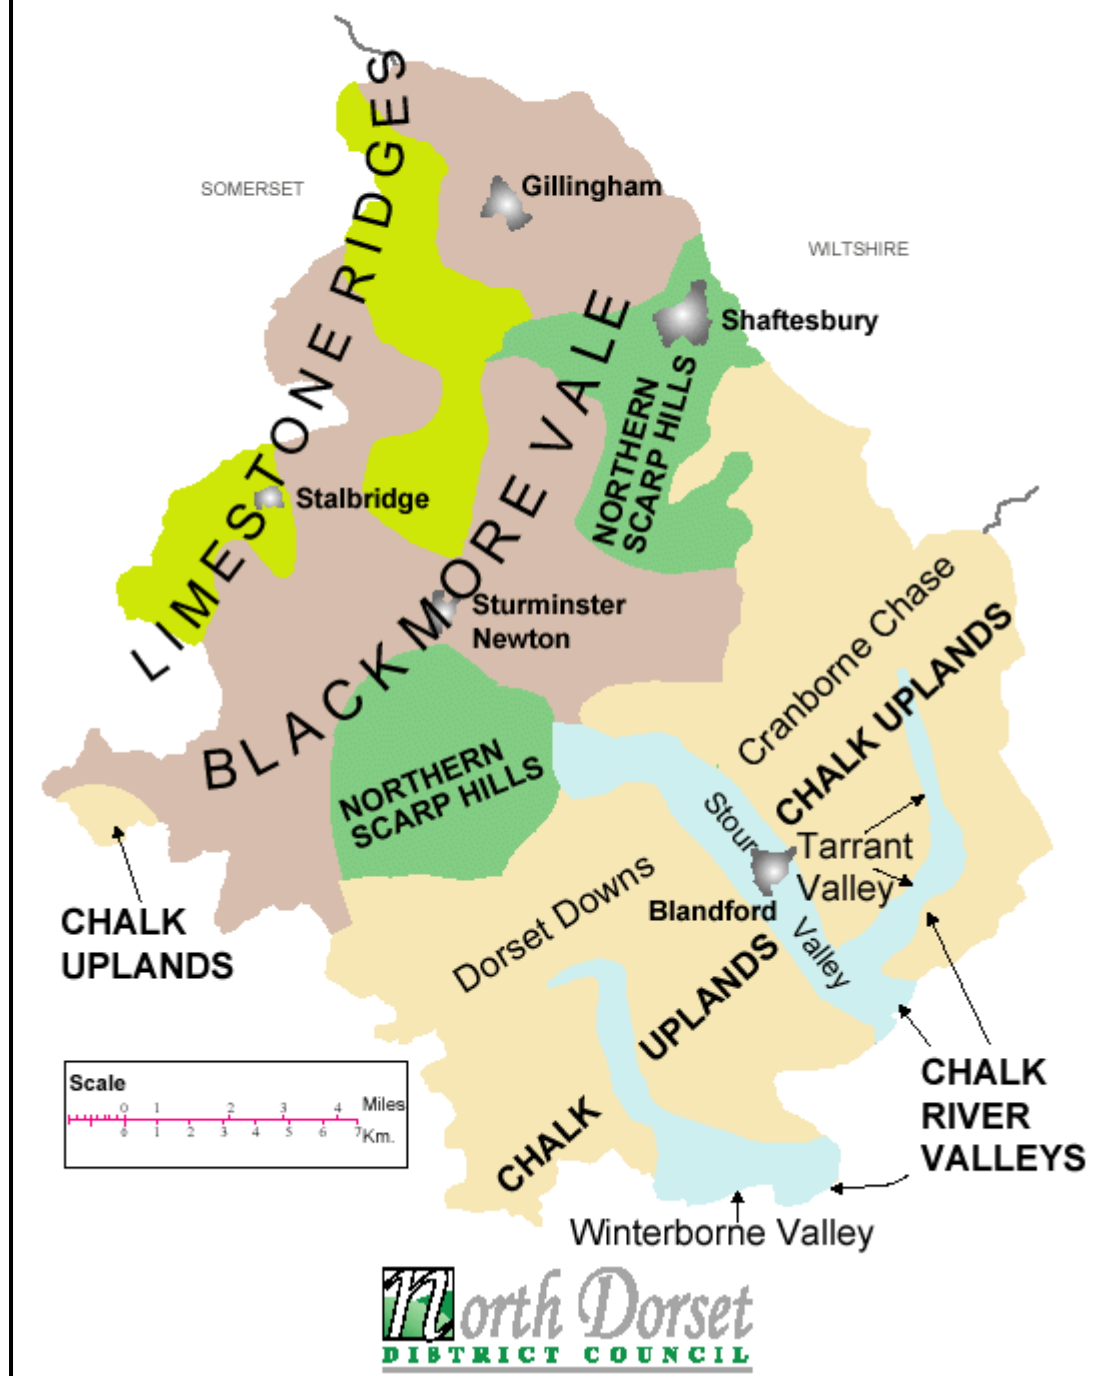 LIMESTONE RIDGES
SOMERSET
Gillingham
WILTSHIRE
Shaftesbury
BLACKMORE VALE
NORTHERN
SCARP HILLS
Stalbridge
Sturminster
Newton
Cranborne Chase
CHALK UPLANDS
NORTHERN
SCARP HILLS
Stour
Valley
Tarrant
Valley
Blandford
Dorset Downs
CHALK
UPLANDS
CHALK UPLANDS
CHALK
RIVER
VALLEYS
Winterborne Valley
Scale
0 1 2 3 4 Miles
0 1 2 3 4 5 6 7 Km.
North Dorset
DISTRICT COUNCIL